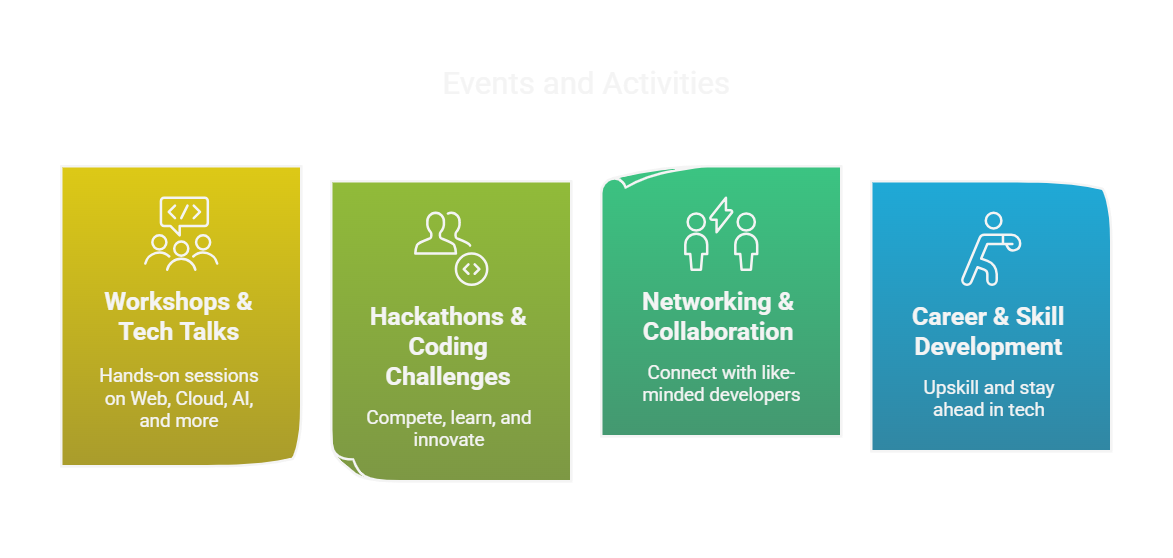 Events and Activities
Workshops &
Tech Talks
Hands-on sessions
on Web, Cloud, AI,
and more
Hackathons &
Coding
Challenges
Compete, learn, and
innovate
Networking &
Collaboration
Connect with like-
minded developers
Career & Skill
Development
Upskill and stay
ahead in tech